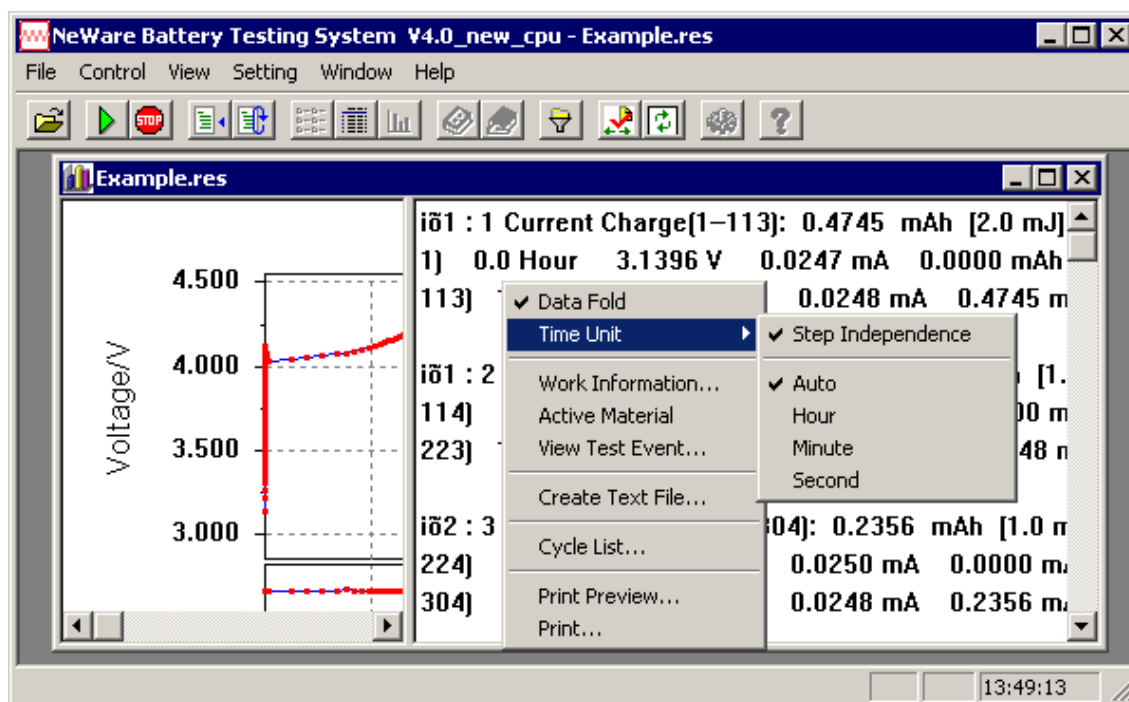 NeWare Battery Testing System V4.0_new_cpu - Example.res
File Control View Setting Window Help
STOP
Example.res
4.500
4.000
3.500
3.000
Voltage/V
iõ1 : 1 Current Charge(1–113): 0.4745 mAh [2.0 mJ]
1) 0.0 Hour 3.1396 V 0.0247 mA 0.0000 mAh
113) 0.0248 mA 0.4745 m
iõ1 : 2 [1.
114) 00 m
223) 48 m
iõ2 : 3 304): 0.2356 mAh [1.0 m
224) 0.0250 mA 0.0000 m
304) 0.0248 mA 0.2356 m
Data Fold
Time Unit
Work Information...
Active Material
View Test Event...
Create Text File...
Cycle List...
Print Preview...
Print...
Step Independence
Auto
Hour
Minute
Second
13:49:13